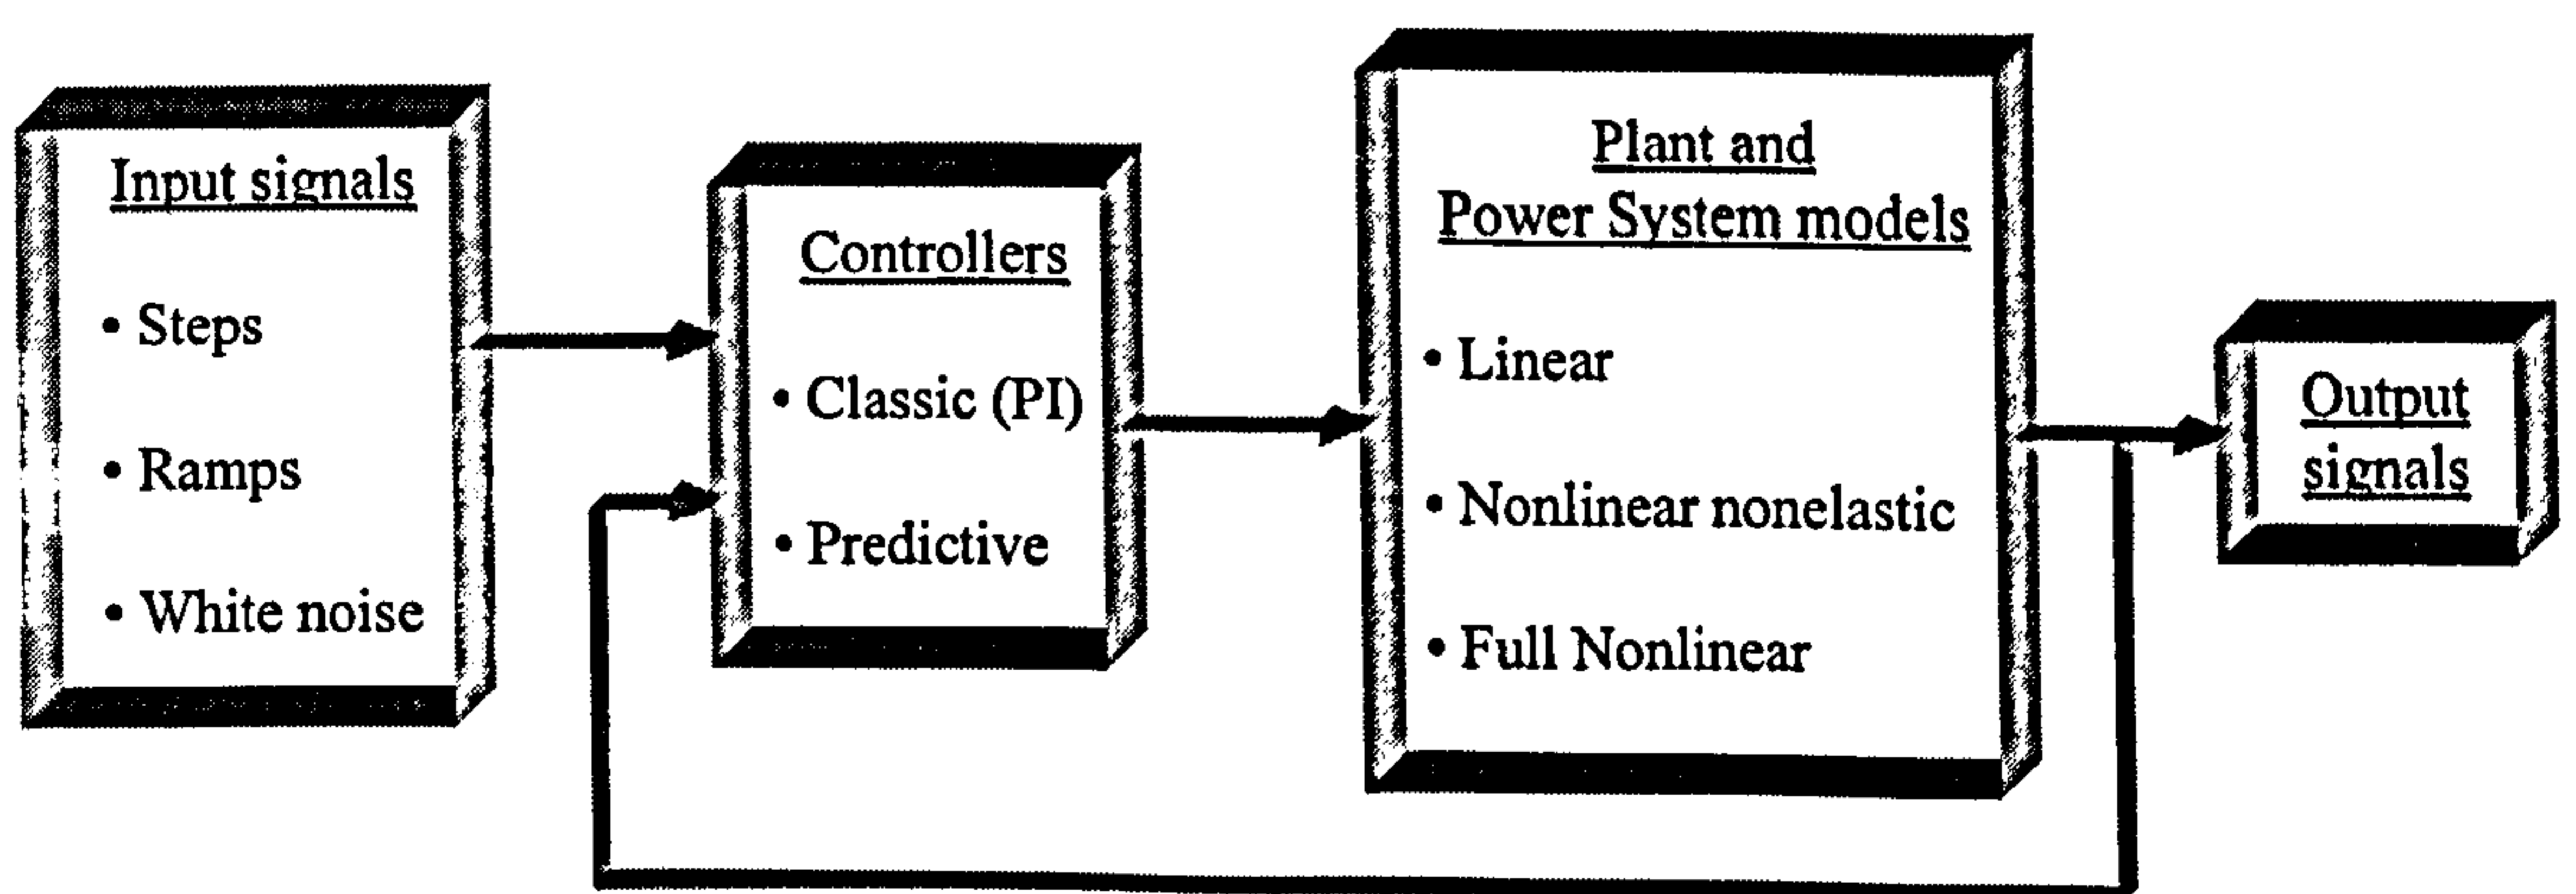 Input signals
• Steps
• Ramps
• White noise
Controllers
• Classic (PI)
• Predictive
Plant and
Power System models
• Linear
• Nonlinear nonelastic
• Full Nonlinear
Output
signals